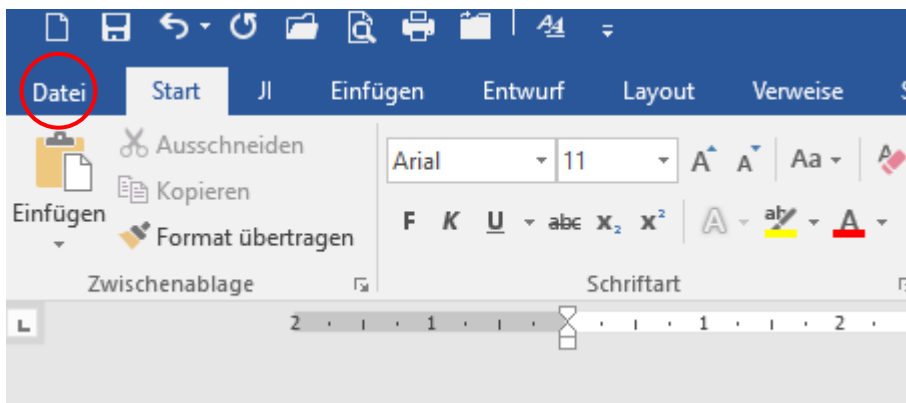 Datei Start JI Einfügen Entwurf Layout Verweise
Ausschneiden
Arial 11 A A Aa
Kopieren
Einfügen
F K U abc x₂ x² A ab A
Format übertragen
Zwischenablage Schriftart
L 2 1 1 2